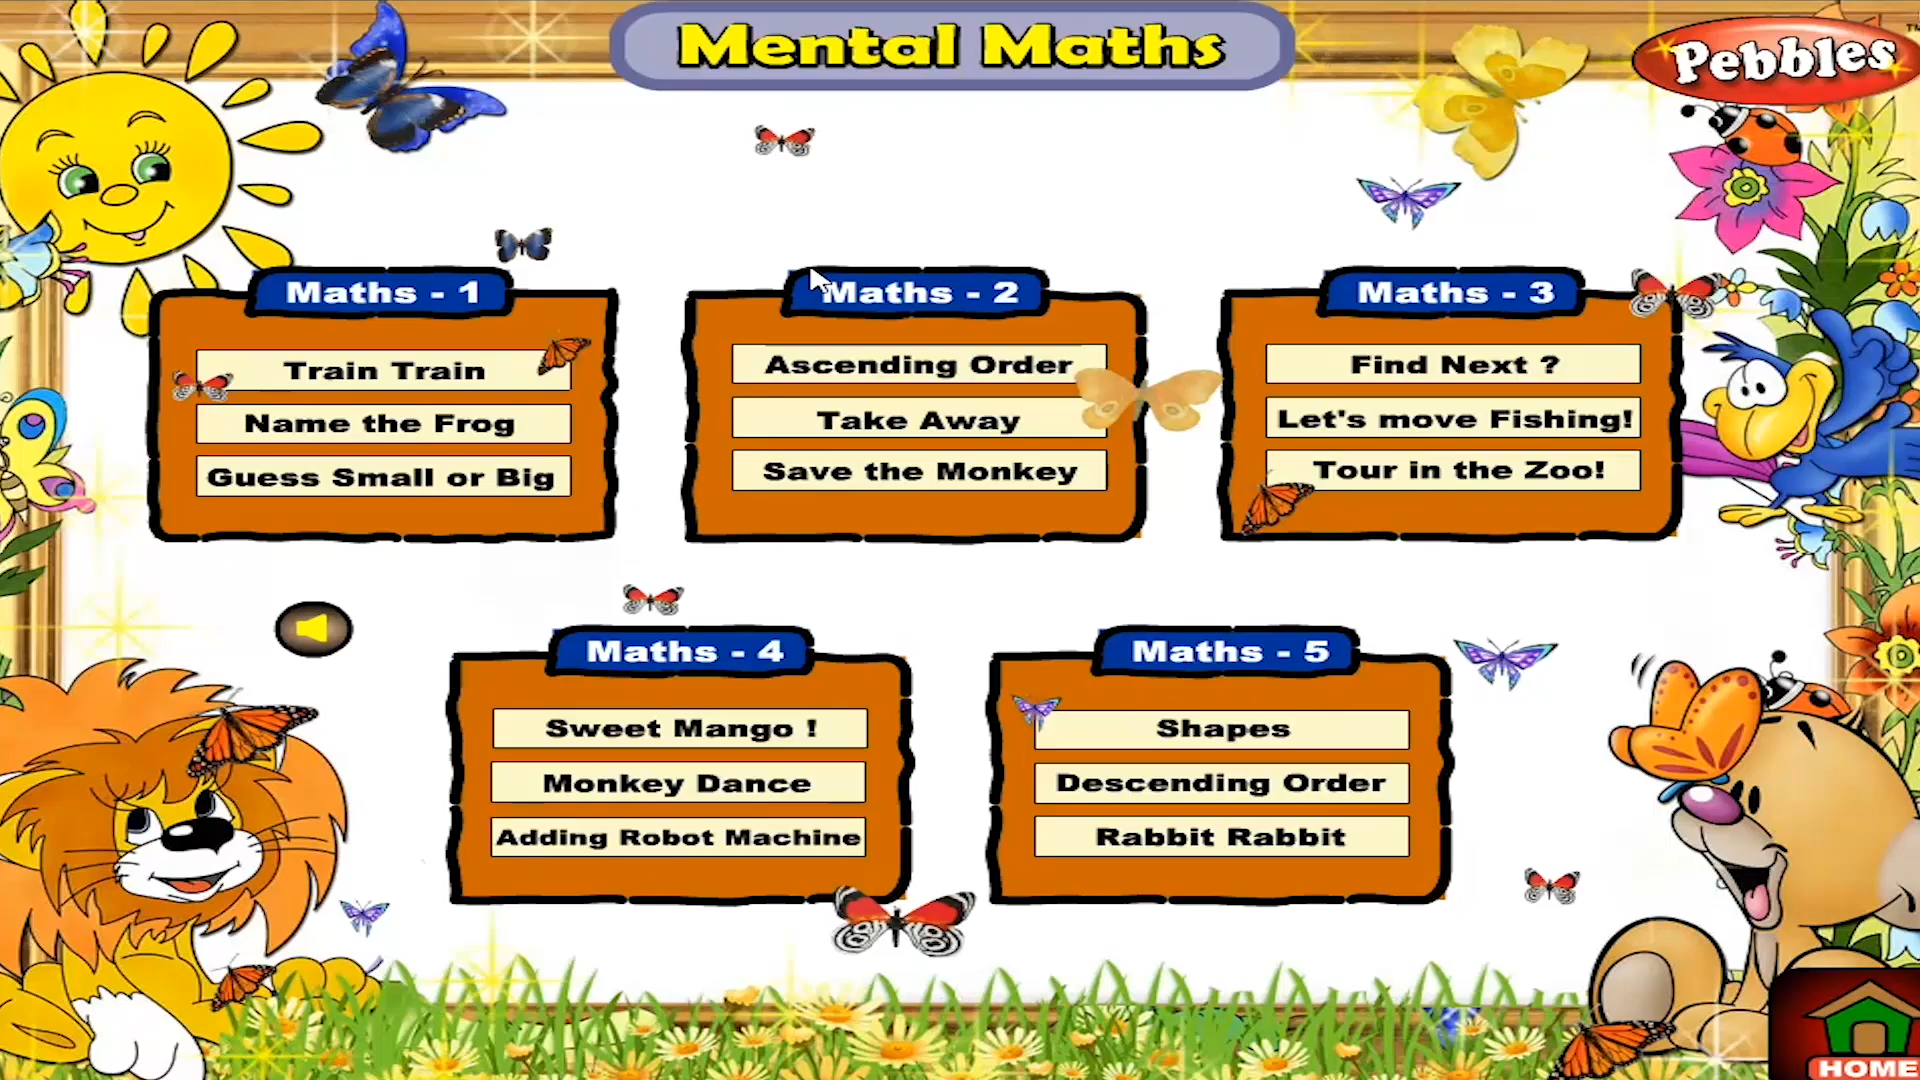 Mental Maths
Pebbles
TM
Maths - 1
Train Train
Name the Frog
Guess Small or Big
Maths - 2
Ascending Order
Take Away
Save the Monkey
Maths - 3
Find Next ?
Let's move Fishing!
Tour in the Zoo!
Maths - 4
Sweet Mango !
Monkey Dance
Adding Robot Machine
Maths - 5
Shapes
Descending Order
Rabbit Rabbit
HOME